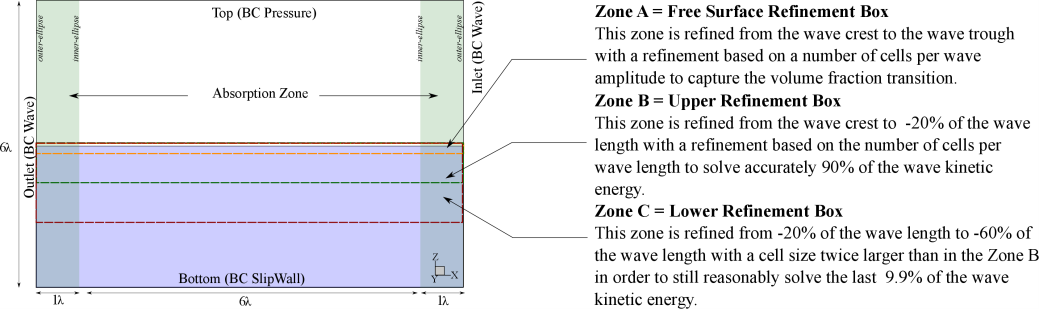 Top (BC Pressure)
outer-ellipse
inner-ellipse
inner-ellipse
outer-ellipse
Inlet (BC Wave)
Absorption Zone
6λ
Outlet (BC Wave)
Z
Y
X
Bottom (BC SlipWall)
1λ
6λ
1λ
Zone A = Free Surface Refinement Box
This zone is refined from the wave crest to the wave trough
with a refinement based on a number of cells per wave
amplitude to capture the volume fraction transition.
Zone B = Upper Refinement Box
This zone is refined from the wave crest to -20% of the wave
length with a refinement based on the number of cells per
wave length to solve accurately 90% of the wave kinetic
energy.
Zone C = Lower Refinement Box
This zone is refined from -20% of the wave length to -60% of
the wave length with a cell size twice larger than in the Zone B
in order to still reasonably solve the last 9.9% of the wave
kinetic energy.